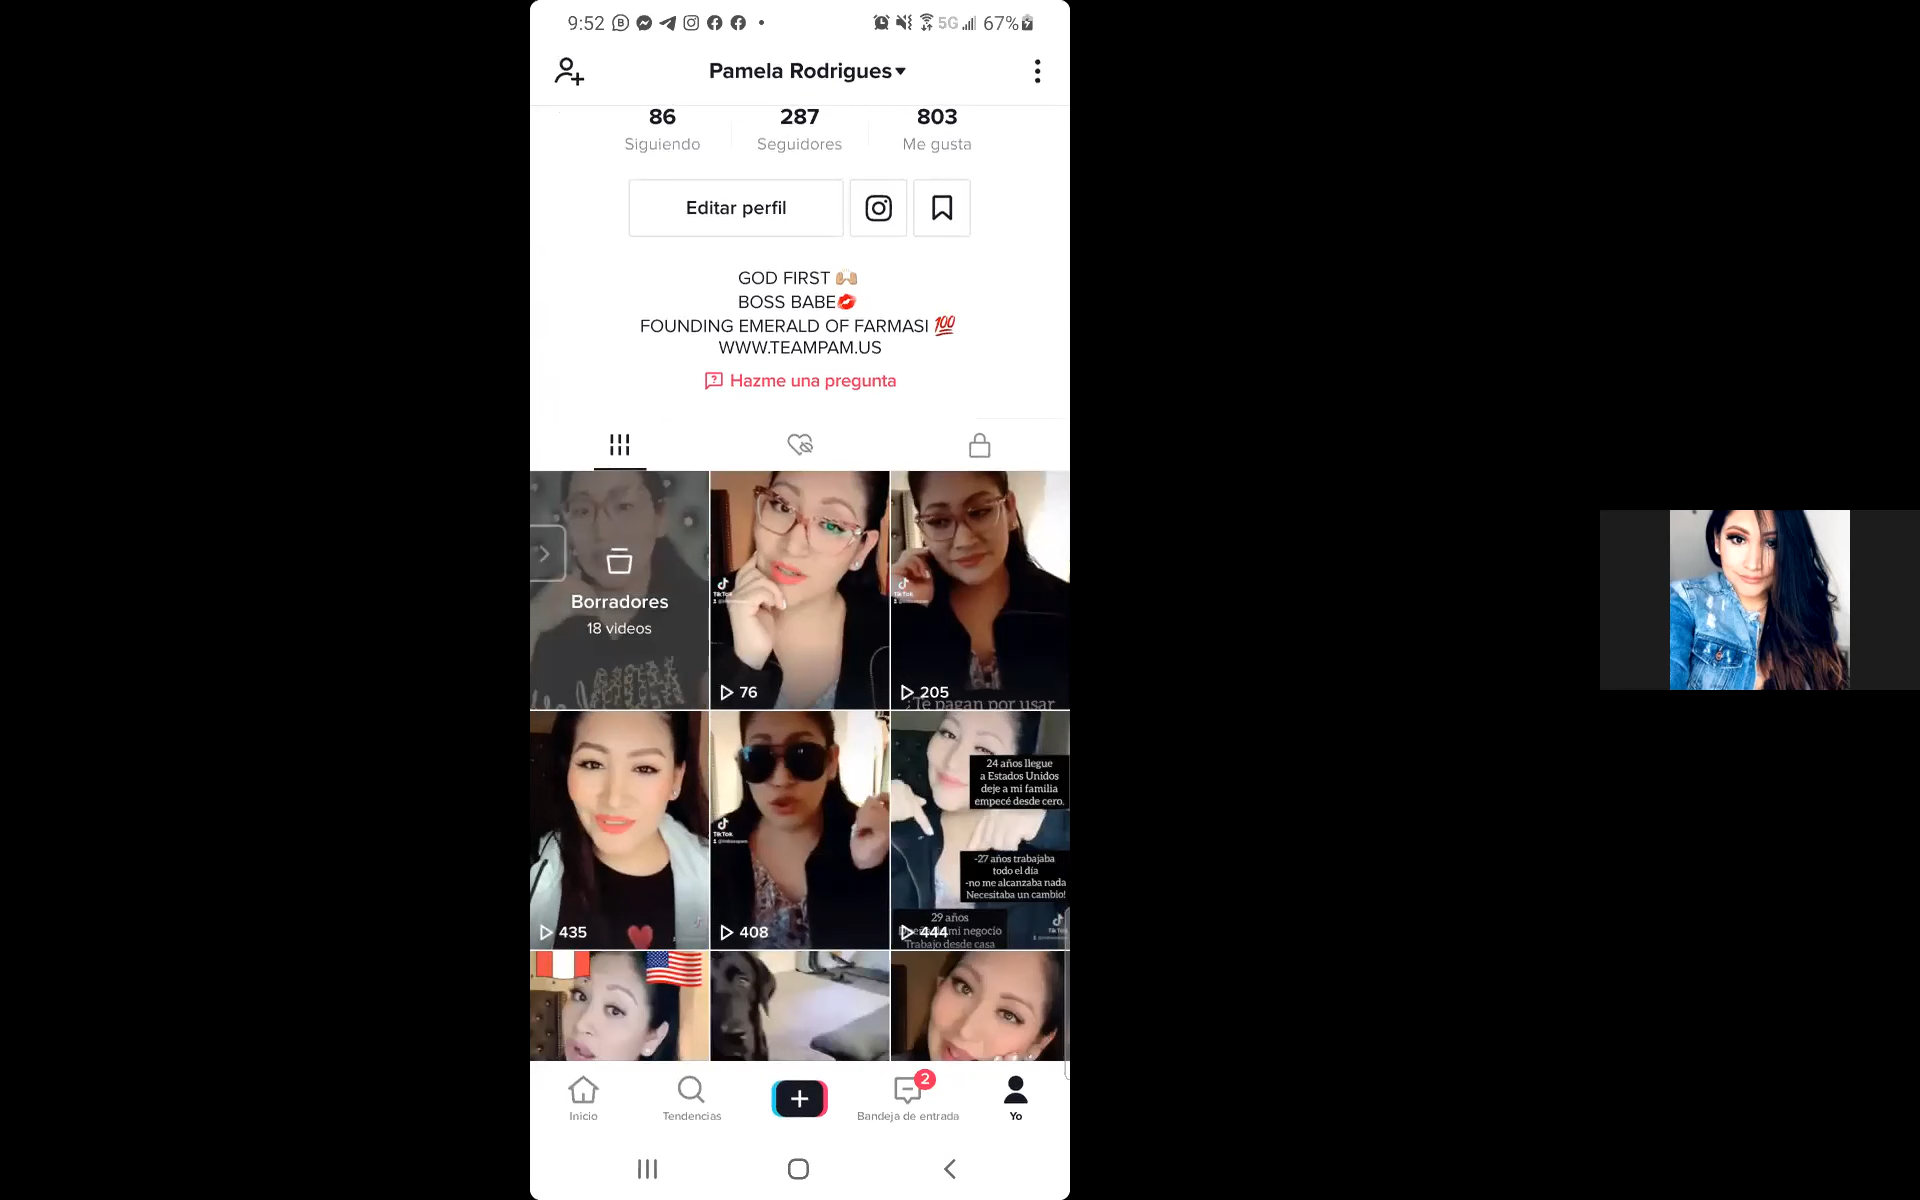 9:52
5G 67%
Pamela Rodrigues
86 287 803
Siguiendo Seguidores Me gusta
Editar perfil
GOD FIRST 🙌🏼
BOSS BABE💋
FOUNDING EMERALD OF FARMASI 💯
WWW.TEAMPAM.US
Hazme una pregunta
Borradores
18 videos
TikTok
76
TikTok
205
¿Te pagan por usar
435
TikTok
408
24 años llegue
a Estados Unidos
deje a mi familia
empecé desde cero.
-27 años trabajaba
todo el día
-no me alcanzaba nada
Necesitaba un cambio!
29 años
mi negocio
Trabajo desde casa
444
2
Inicio Tendencias Bandeja de entrada Yo